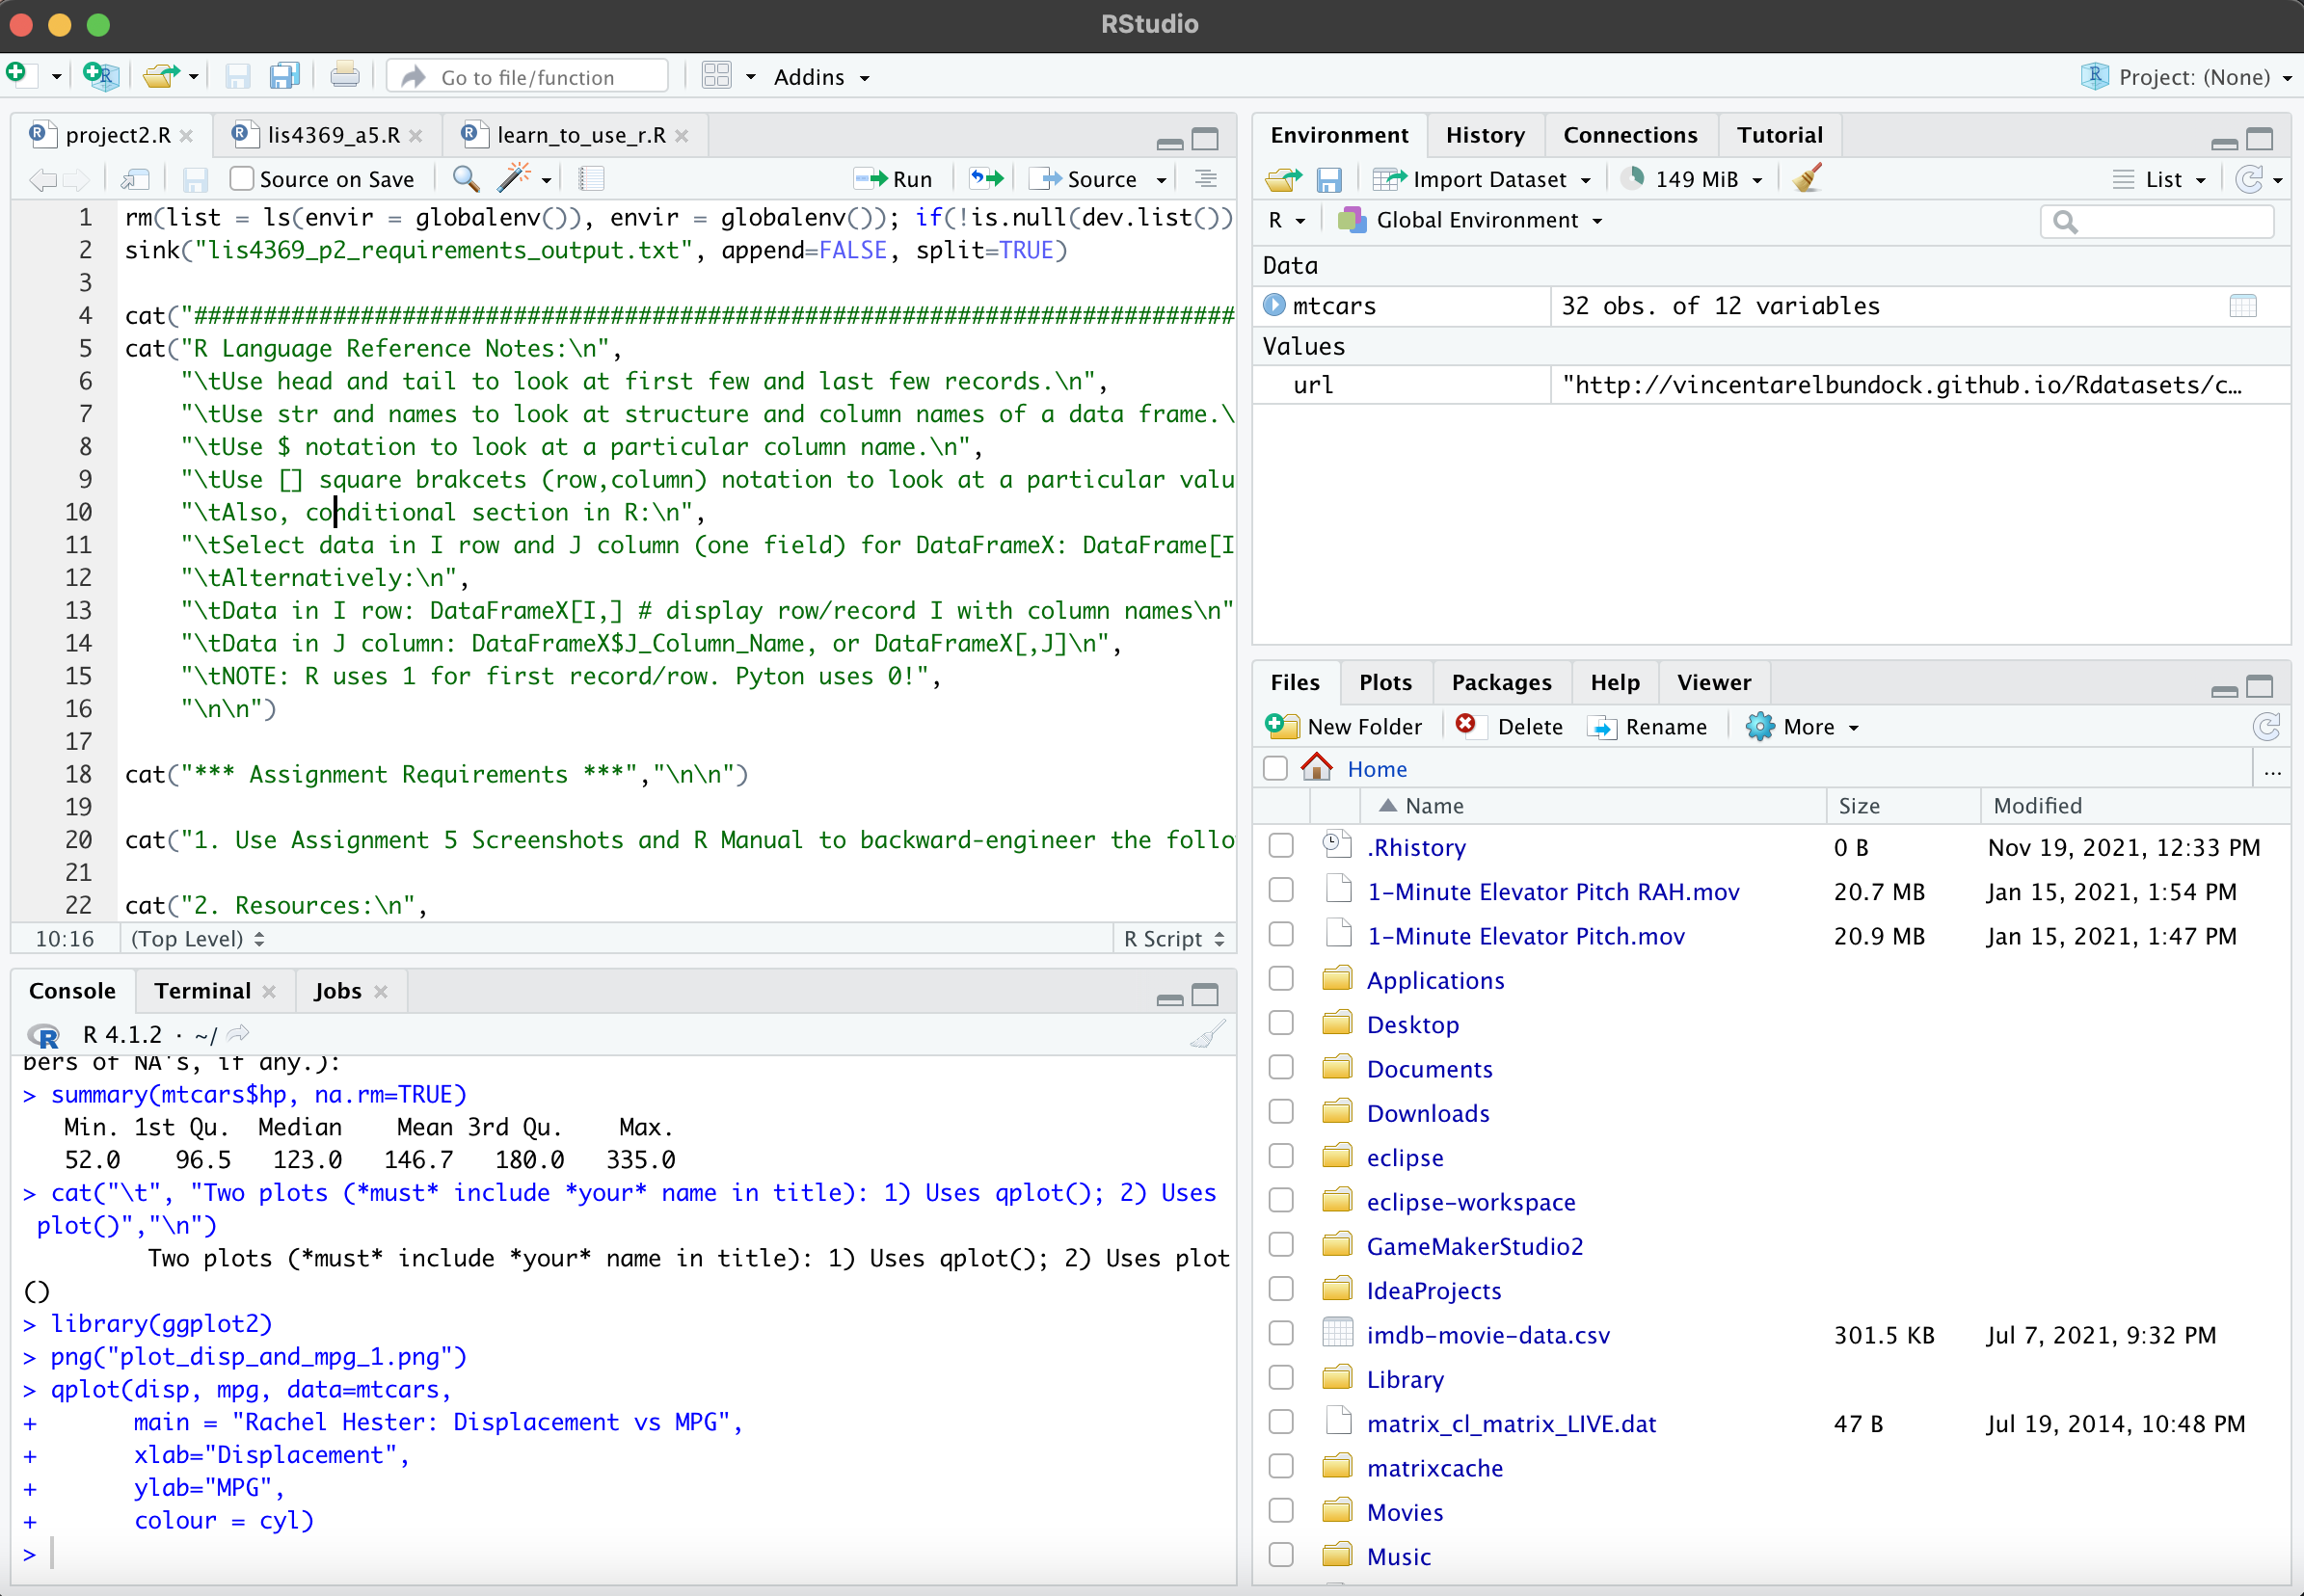 RStudio
Go to file/function
Addins
Project: (None)
project2.R
lis4369_a5.R
learn_to_use_r.R
Source on Save
Run
Source
1 rm(list = ls(envir = globalenv()), envir = globalenv()); if(!is.null(dev.list())
2 sink("lis4369_p2_requirements_output.txt", append=FALSE, split=TRUE)
3
4 cat("###########################################################################
5 cat("R Language Reference Notes:\n",
6 "\tUse head and tail to look at first few and last few records.\n",
7 "\tUse str and names to look at structure and column names of a data frame.\
8 "\tUse $ notation to look at a particular column name.\n",
9 "\tUse [] square brakcets (row,column) notation to look at a particular valu
10 "\tAlso, conditional section in R:\n",
11 "\tSelect data in I row and J column (one field) for DataFrameX: DataFrame[I
12 "\tAlternatively:\n",
13 "\tData in I row: DataFrameX[I,] # display row/record I with column names\n"
14 "\tData in J column: DataFrameX$J_Column_Name, or DataFrameX[,J]\n",
15 "\tNOTE: R uses 1 for first record/row. Pyton uses 0!",
16 "\n\n")
17
18 cat("*** Assignment Requirements ***","\n\n")
19
20 cat("1. Use Assignment 5 Screenshots and R Manual to backward-engineer the follo
21
22 cat("2. Resources:\n",
10:16 (Top Level) R Script
Console Terminal Jobs
R 4.1.2 · ~/
bers of NA's, if any.):
> summary(mtcars$hp, na.rm=TRUE)
Min. 1st Qu. Median Mean 3rd Qu. Max.
52.0 96.5 123.0 146.7 180.0 335.0
> cat("\t", "Two plots (*must* include *your* name in title): 1) Uses qplot(); 2) Uses
plot()","\n")
Two plots (*must* include *your* name in title): 1) Uses qplot(); 2) Uses plot
()
> library(ggplot2)
> png("plot_disp_and_mpg_1.png")
> qplot(disp, mpg, data=mtcars,
+ main = "Rachel Hester: Displacement vs MPG",
+ xlab="Displacement",
+ ylab="MPG",
+ colour = cyl)
>
Environment History Connections Tutorial
Import Dataset 149 MiB List
R Global Environment
Data
mtcars 32 obs. of 12 variables
Values
url "http://vincentarelbundock.github.io/Rdatasets/c…
Files Plots Packages Help Viewer
New Folder Delete Rename More
Home ...
Name Size Modified
.Rhistory 0 B Nov 19, 2021, 12:33 PM
1-Minute Elevator Pitch RAH.mov 20.7 MB Jan 15, 2021, 1:54 PM
1-Minute Elevator Pitch.mov 20.9 MB Jan 15, 2021, 1:47 PM
Applications
Desktop
Documents
Downloads
eclipse
eclipse-workspace
GameMakerStudio2
IdeaProjects
imdb-movie-data.csv 301.5 KB Jul 7, 2021, 9:32 PM
Library
matrix_cl_matrix_LIVE.dat 47 B Jul 19, 2014, 10:48 PM
matrixcache
Movies
Music